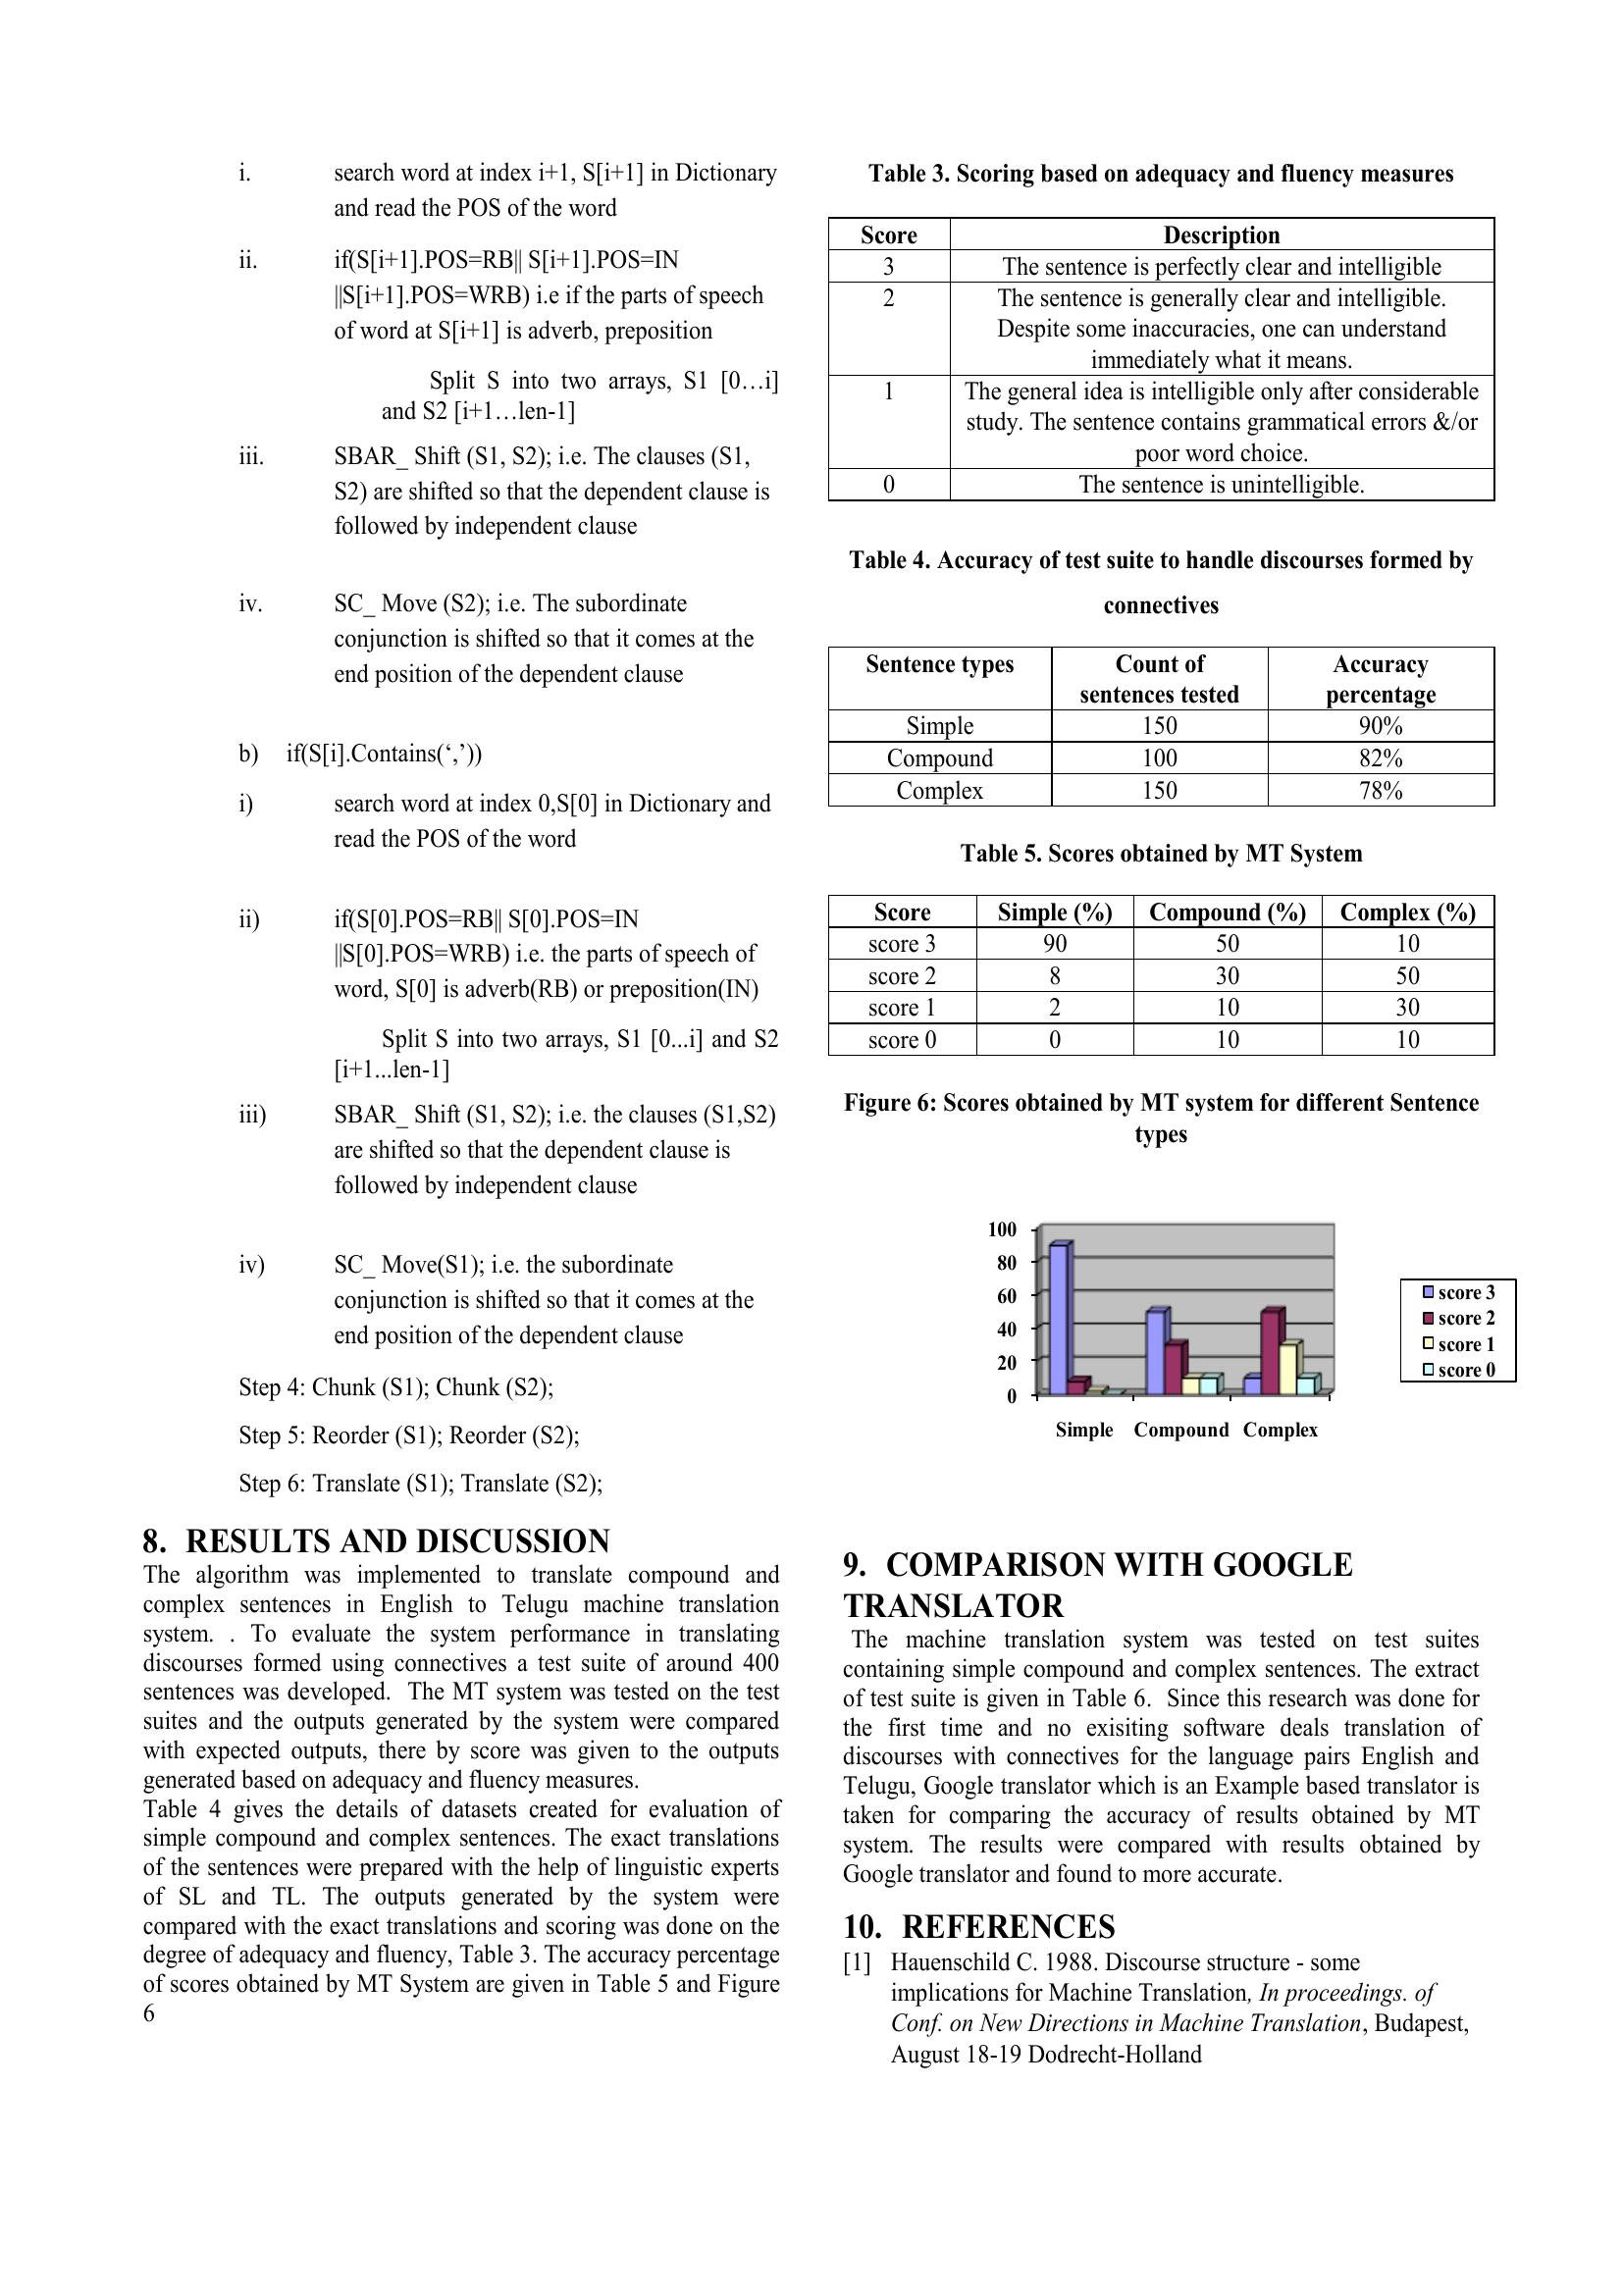 i. search word at index i+1, S[i+1] in Dictionary
and read the POS of the word
ii. if(S[i+1].POS=RB|| S[i+1].POS=IN
||S[i+1].POS=WRB) i.e if the parts of speech
of word at S[i+1] is adverb, preposition
Split S into two arrays, S1 [0…i]
and S2 [i+1…len-1]
iii. SBAR_ Shift (S1, S2); i.e. The clauses (S1,
S2) are shifted so that the dependent clause is
followed by independent clause
iv. SC_ Move (S2); i.e. The subordinate
conjunction is shifted so that it comes at the
end position of the dependent clause
b) if(S[i].Contains(‘,’))
i) search word at index 0,S[0] in Dictionary and
read the POS of the word
ii) if(S[0].POS=RB|| S[0].POS=IN
||S[0].POS=WRB) i.e. the parts of speech of
word, S[0] is adverb(RB) or preposition(IN)
Split S into two arrays, S1 [0...i] and S2
[i+1...len-1]
iii) SBAR_ Shift (S1, S2); i.e. the clauses (S1,S2)
are shifted so that the dependent clause is
followed by independent clause
iv) SC_ Move(S1); i.e. the subordinate
conjunction is shifted so that it comes at the
end position of the dependent clause
Step 4: Chunk (S1); Chunk (S2);
Step 5: Reorder (S1); Reorder (S2);
Step 6: Translate (S1); Translate (S2);
8. RESULTS AND DISCUSSION
The algorithm was implemented to translate compound and
complex sentences in English to Telugu machine translation
system. . To evaluate the system performance in translating
discourses formed using connectives a test suite of around 400
sentences was developed. The MT system was tested on the test
suites and the outputs generated by the system were compared
with expected outputs, there by score was given to the outputs
generated based on adequacy and fluency measures.
Table 4 gives the details of datasets created for evaluation of
simple compound and complex sentences. The exact translations
of the sentences were prepared with the help of linguistic experts
of SL and TL. The outputs generated by the system were
compared with the exact translations and scoring was done on the
degree of adequacy and fluency, Table 3. The accuracy percentage
of scores obtained by MT System are given in Table 5 and Figure
6
Table 3. Scoring based on adequacy and fluency measures
Score Description
3 The sentence is perfectly clear and intelligible
2 The sentence is generally clear and intelligible.
Despite some inaccuracies, one can understand
immediately what it means.
1 The general idea is intelligible only after considerable
study. The sentence contains grammatical errors &/or
poor word choice.
0 The sentence is unintelligible.
Table 4. Accuracy of test suite to handle discourses formed by
connectives
Sentence types Count of Accuracy
sentences tested percentage
Simple 150 90%
Compound 100 82%
Complex 150 78%
Table 5. Scores obtained by MT System
Score Simple (%) Compound (%) Complex (%)
score 3 90 50 10
score 2 8 30 50
score 1 2 10 30
score 0 0 10 10
Figure 6: Scores obtained by MT system for different Sentence
types
100
80
60
40
20
0
Simple Compound Complex
score 3
score 2
score 1
score 0
9. COMPARISON WITH GOOGLE
TRANSLATOR
The machine translation system was tested on test suites
containing simple compound and complex sentences. The extract
of test suite is given in Table 6. Since this research was done for
the first time and no exisiting software deals translation of
discourses with connectives for the language pairs English and
Telugu, Google translator which is an Example based translator is
taken for comparing the accuracy of results obtained by MT
system. The results were compared with results obtained by
Google translator and found to more accurate.
10. REFERENCES
[1] Hauenschild C. 1988. Discourse structure - some
implications for Machine Translation, In proceedings. of
Conf. on New Directions in Machine Translation, Budapest,
August 18-19 Dodrecht-Holland